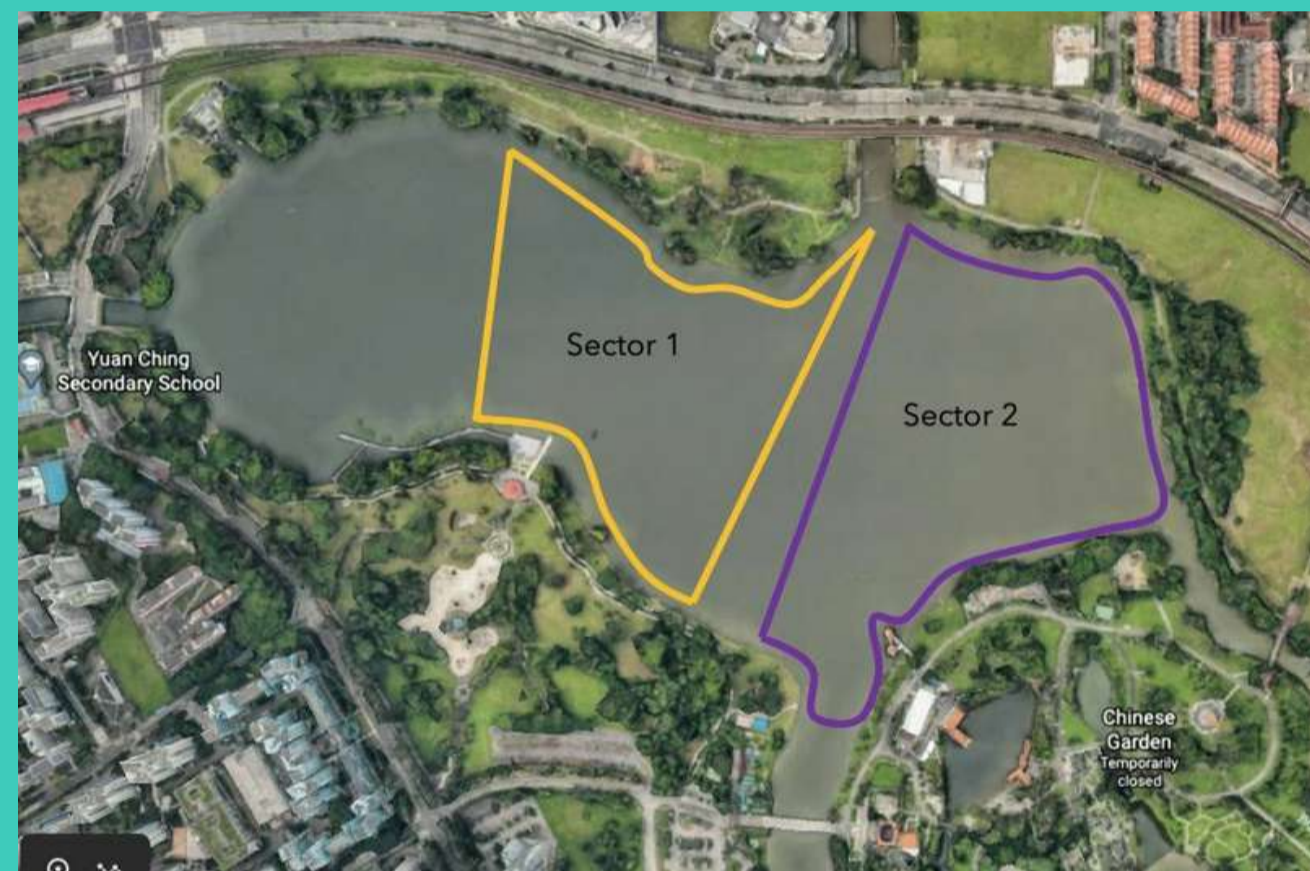 Sector 1
Yuan Ching
Secondary School
Sector 2
Chinese
Garden
Temporarily
closed